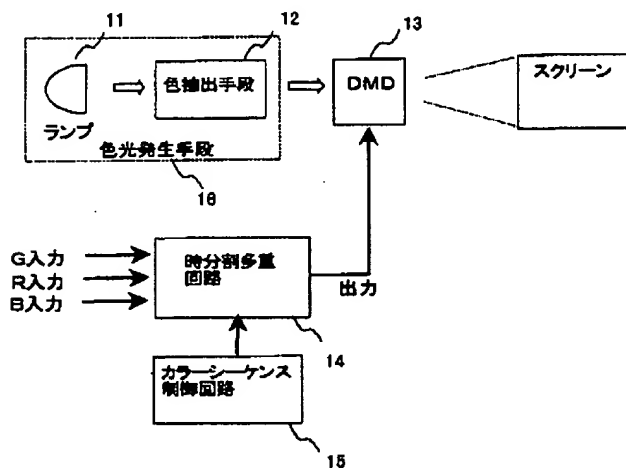 11
12
13
ランプ
色抽出手段
DMD
スクリーン
色光発生手段
10
G入力
R入力
B入力
時分割多重
回路
出力
14
カラーシーケンス
制御回路
15